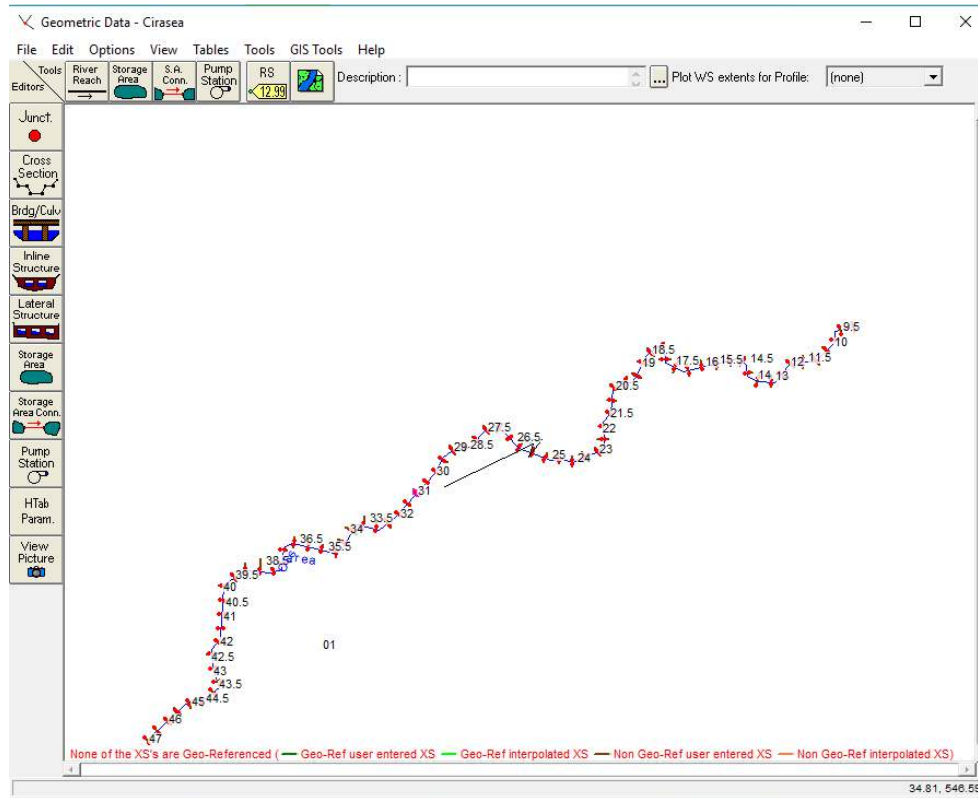 Geometric Data - Cirasea
File Edit Options View Tables Tools GIS Tools Help
Tools
Editors
River Reach
Storage Area
S.A. Conn.
Pump Station
RS
12.99
Description :
...
Plot WS extents for Profile:
(none)
Junct.
Cross Section
Brdg/Culv
Inline Structure
Lateral Structure
Storage Area
Storage Area Conn.
Pump Station
HTab Param.
View Picture
9.5
10
11.5
12
13
14
14.5
15.5
16
17.5
18.5
19
20.5
21.5
22
23
24
25
26.5
27.5
28.5
29
30
31
32
33.5
34
35.5
36.5
38.5
39.5
40
40.5
41
42
42.5
43
43.5
44.5
45
46
47
01
None of the XS's are Geo-Referenced ( Geo-Ref user entered XS Geo-Ref interpolated XS Non Geo-Ref user entered XS Non Geo-Ref interpolated XS)